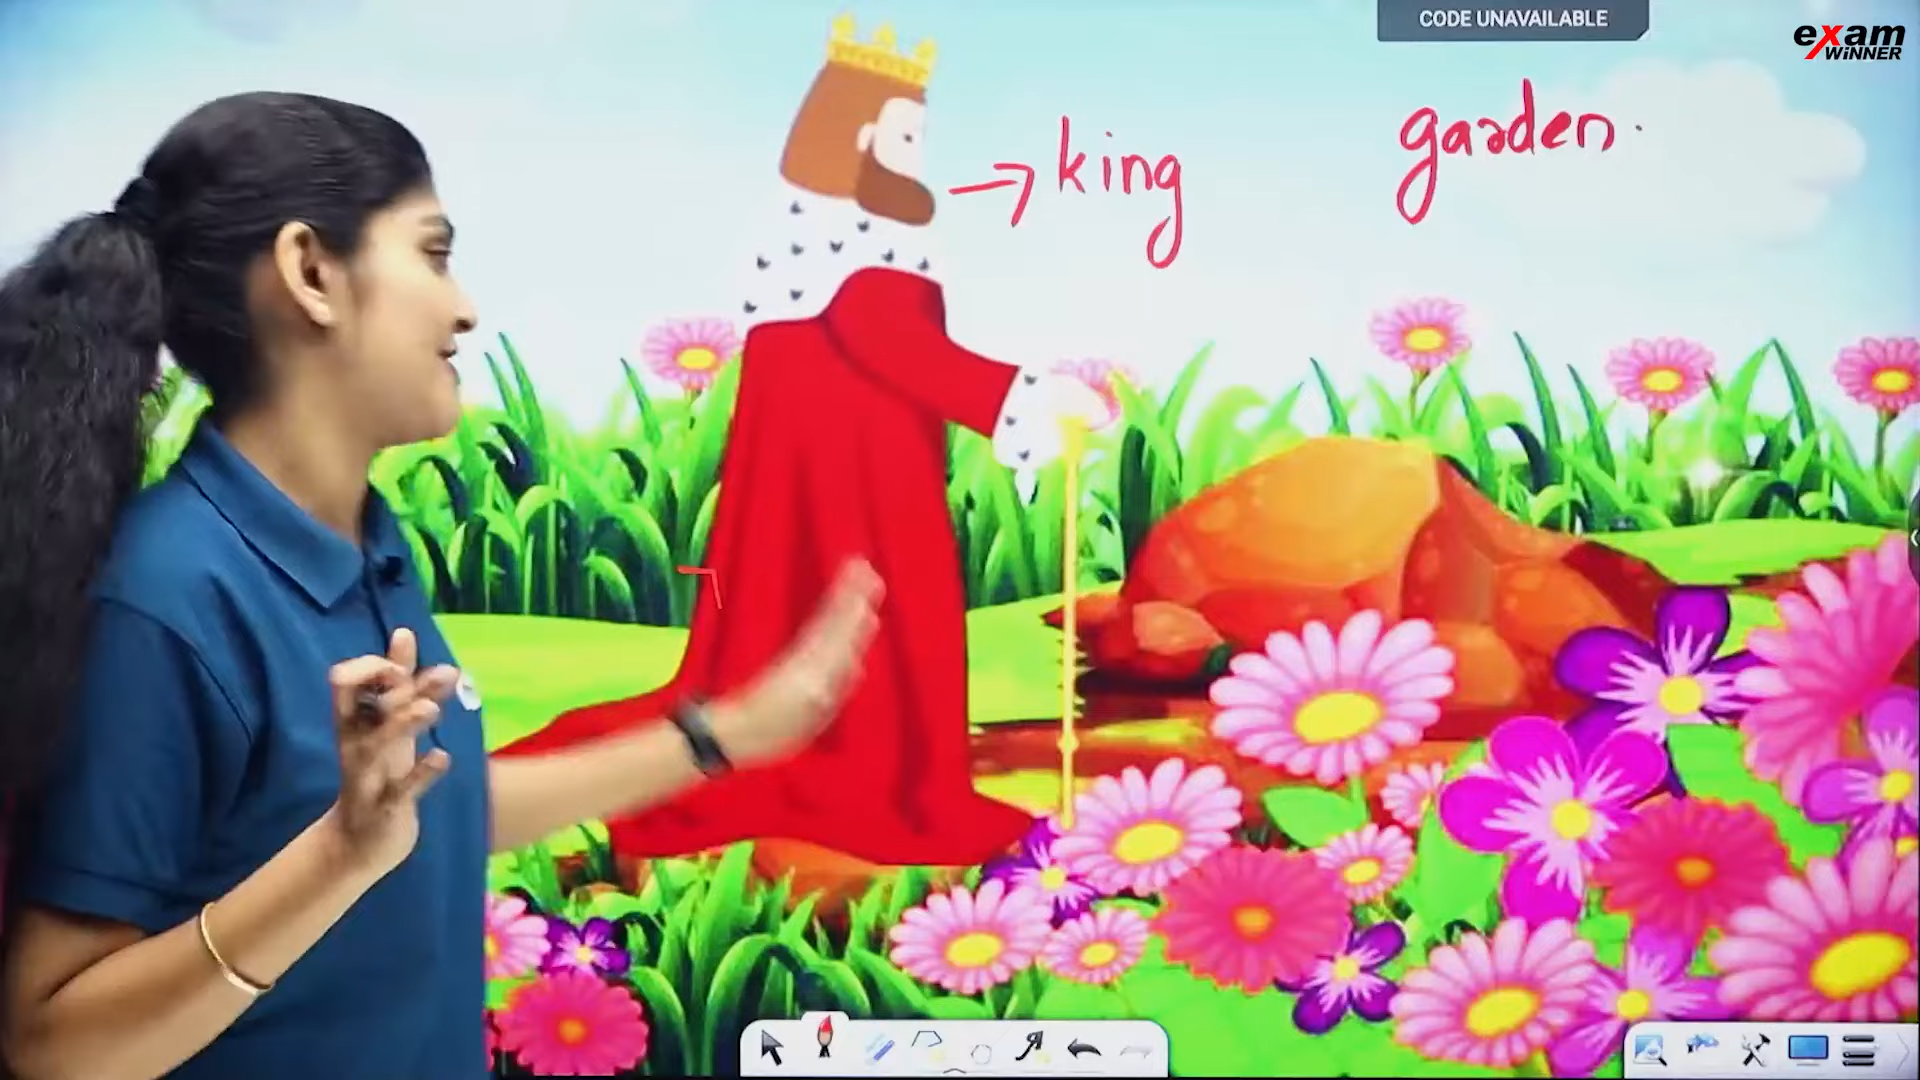 CODE UNAVAILABLE
exam
WINNER
→ king
garden.